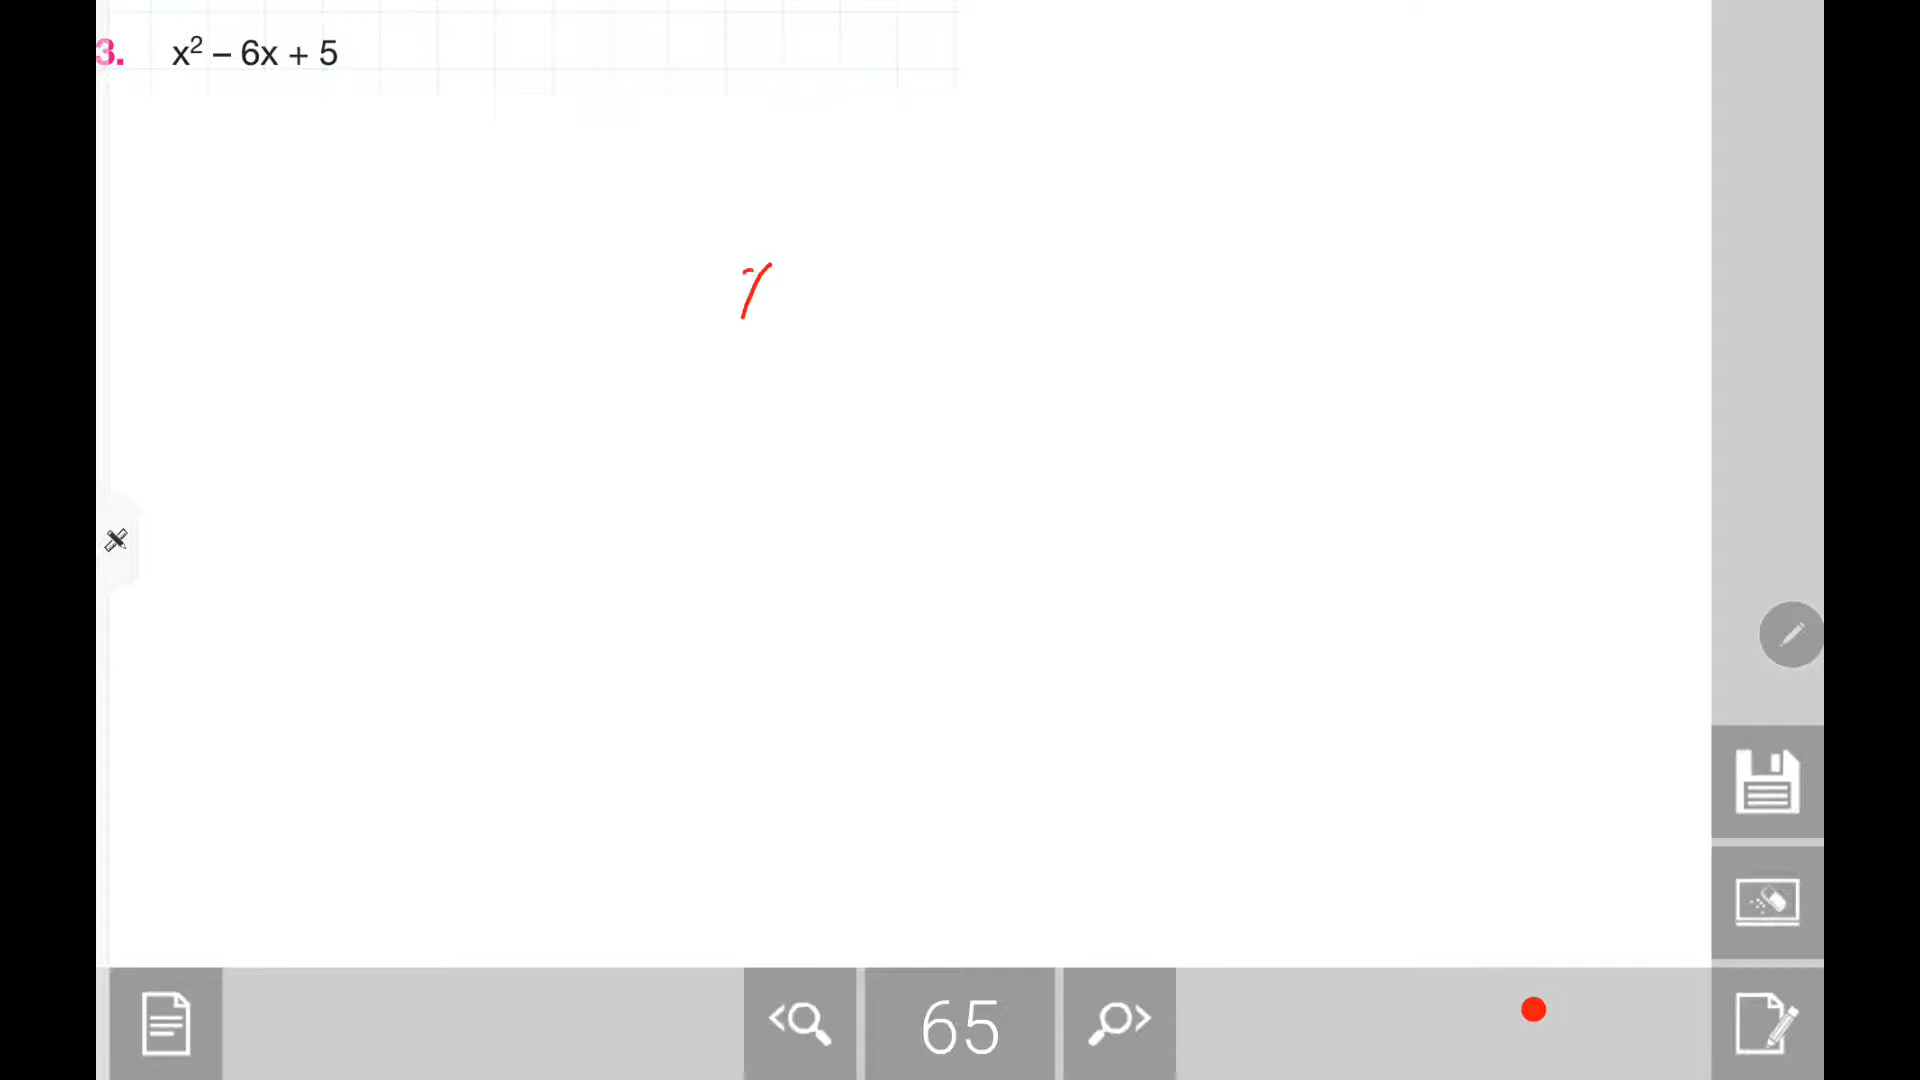 3. x² – 6x + 5
65